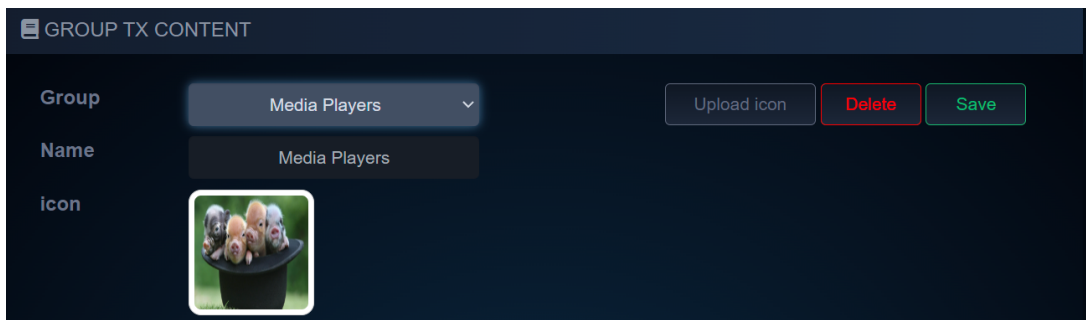 GROUP TX CONTENT
Group Media Players Upload icon Delete Save
Name Media Players
icon